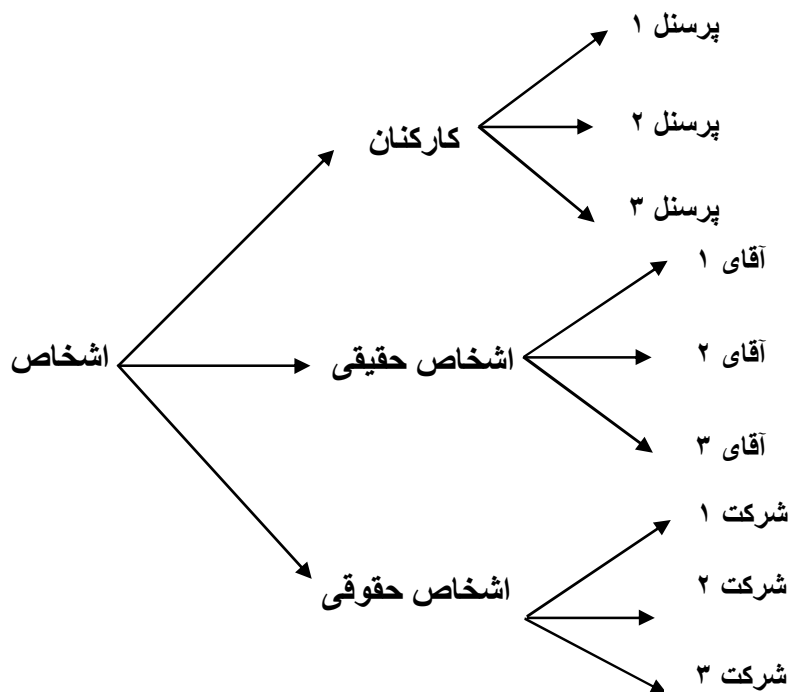 پرسنل ۱
کارکنان
پرسنل ۲
پرسنل ۳
آقای ۱
اشخاص
اشخاص حقیقی
آقای ۲
آقای ۳
شرکت ۱
اشخاص حقوقی
شرکت ۲
شرکت ۳